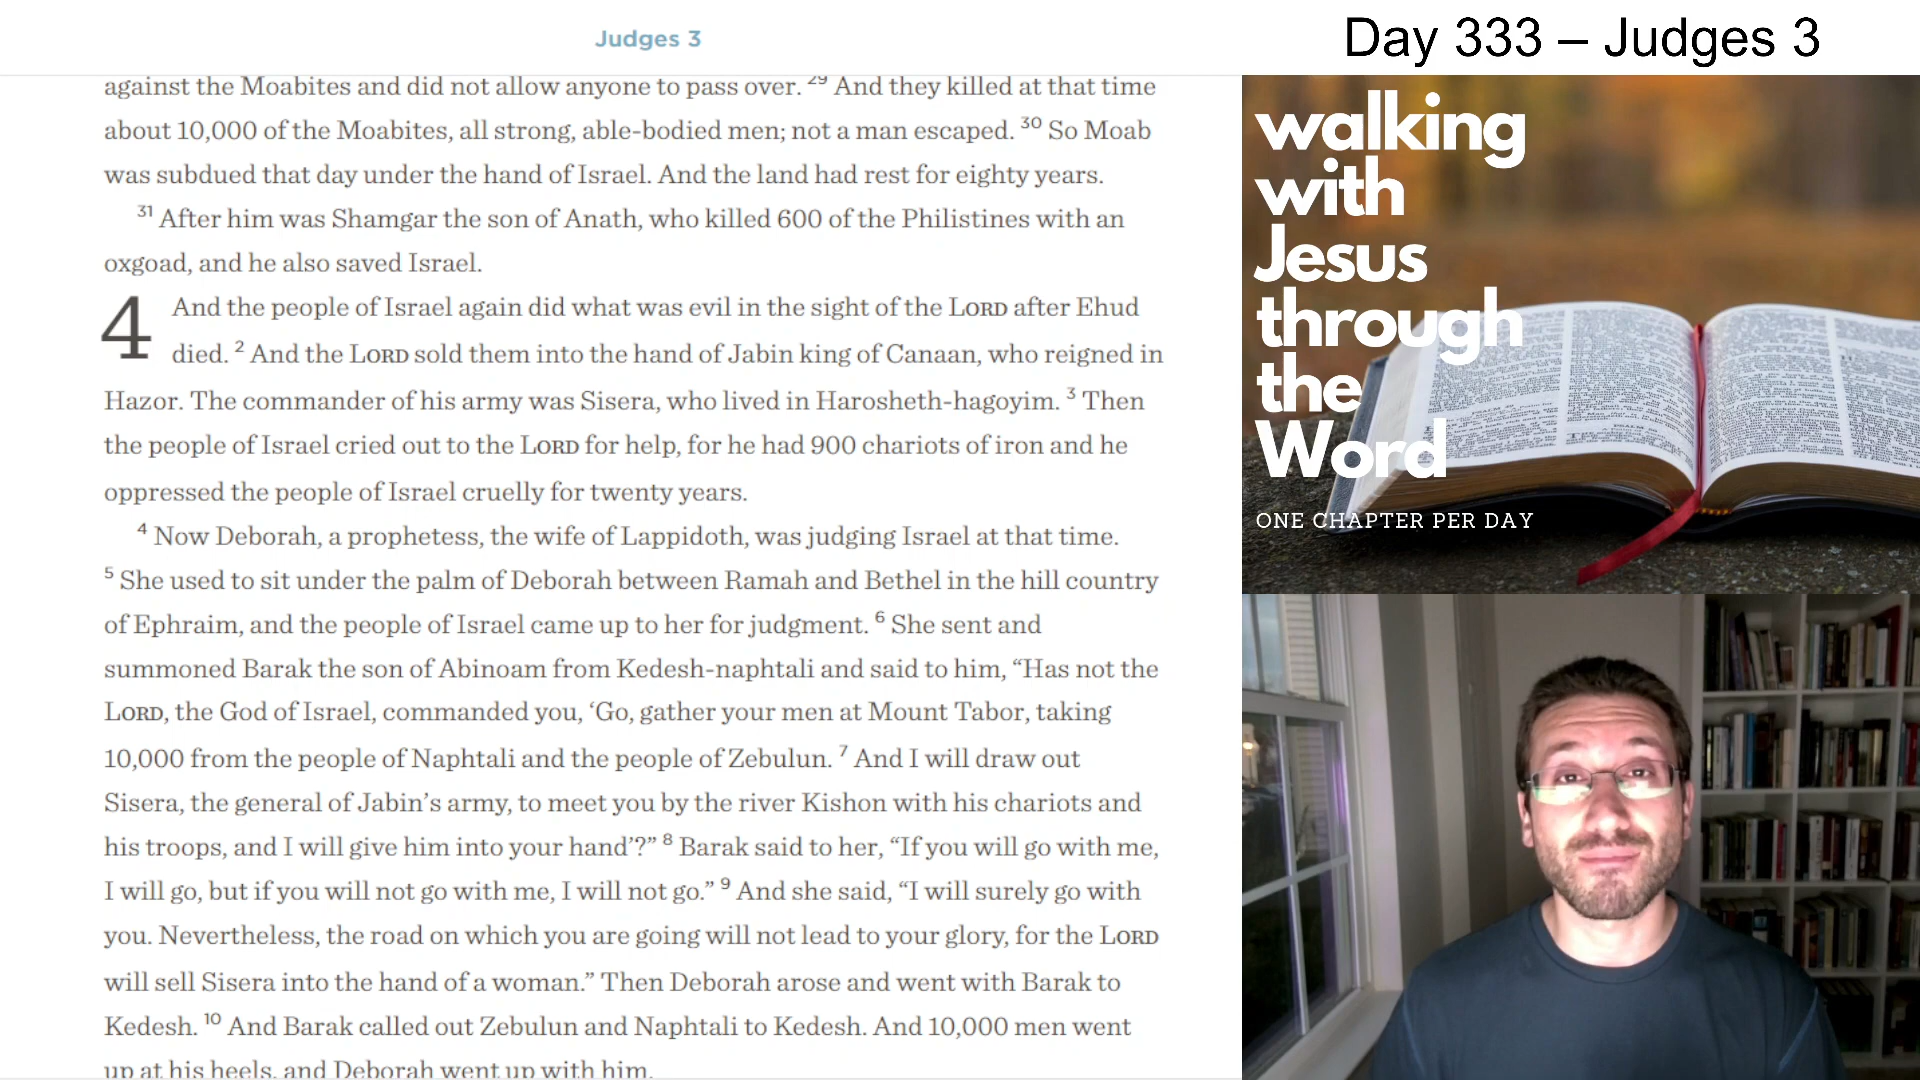 Judges 3
Day 333 – Judges 3
against the Moabites and did not allow anyone to pass over. 29 And they killed at that time
about 10,000 of the Moabites, all strong, able-bodied men; not a man escaped. 30 So Moab
was subdued that day under the hand of Israel. And the land had rest for eighty years.
31 After him was Shamgar the son of Anath, who killed 600 of the Philistines with an
oxgoad, and he also saved Israel.
4 And the people of Israel again did what was evil in the sight of the LORD after Ehud
died. 2 And the LORD sold them into the hand of Jabin king of Canaan, who reigned in
Hazor. The commander of his army was Sisera, who lived in Harosheth-hagoyim. 3 Then
the people of Israel cried out to the LORD for help, for he had 900 chariots of iron and he
oppressed the people of Israel cruelly for twenty years.
4 Now Deborah, a prophetess, the wife of Lappidoth, was judging Israel at that time.
5 She used to sit under the palm of Deborah between Ramah and Bethel in the hill country
of Ephraim, and the people of Israel came up to her for judgment. 6 She sent and
summoned Barak the son of Abinoam from Kedesh-naphtali and said to him, “Has not the
LORD, the God of Israel, commanded you, ‘Go, gather your men at Mount Tabor, taking
10,000 from the people of Naphtali and the people of Zebulun. 7 And I will draw out
Sisera, the general of Jabin’s army, to meet you by the river Kishon with his chariots and
his troops, and I will give him into your hand’?” 8 Barak said to her, “If you will go with me,
I will go, but if you will not go with me, I will not go.” 9 And she said, “I will surely go with
you. Nevertheless, the road on which you are going will not lead to your glory, for the LORD
will sell Sisera into the hand of a woman.” Then Deborah arose and went with Barak to
Kedesh. 10 And Barak called out Zebulun and Naphtali to Kedesh. And 10,000 men went
up at his heels, and Deborah went up with him.
walking
with
Jesus
through
the
Word
ONE CHAPTER PER DAY